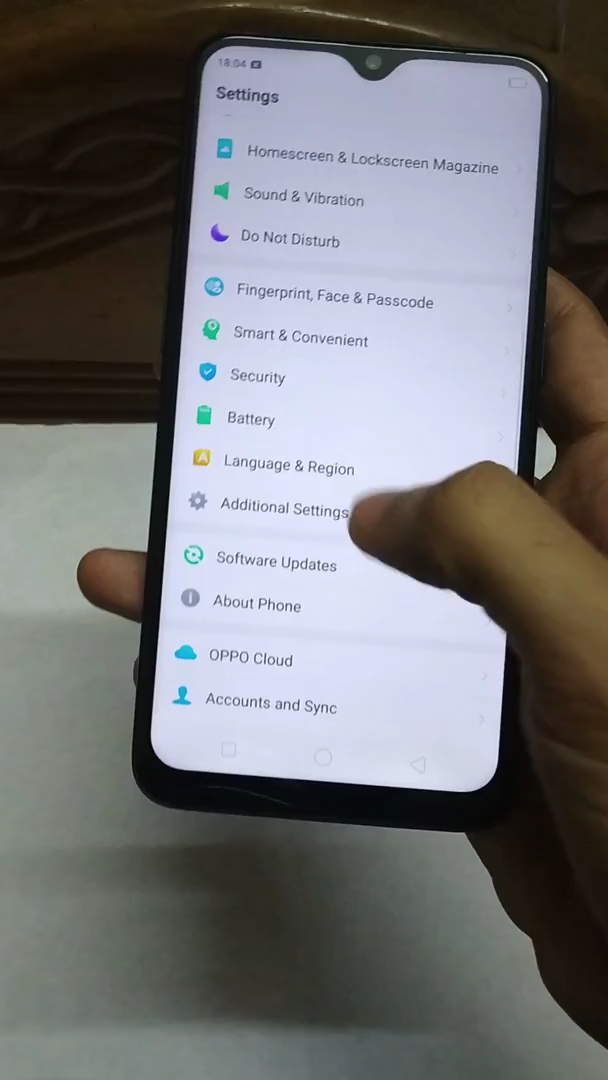 18:04
Settings
Homescreen & Lockscreen Magazine
Sound & Vibration
Do Not Disturb
Fingerprint, Face & Passcode
Smart & Convenient
Security
Battery
Language & Region
Additional Settings
Software Updates
About Phone
OPPO Cloud
Accounts and Sync